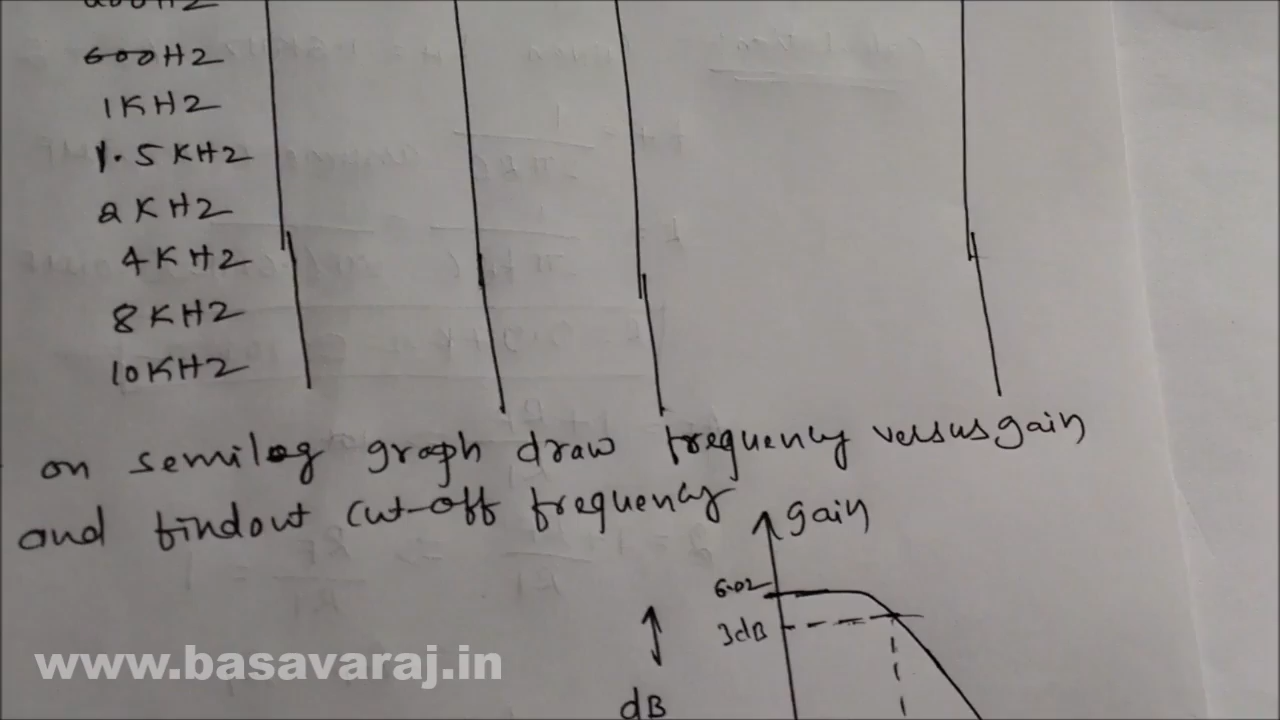 600HZ
1KHZ
1.5KHZ
2KHZ
4KHZ
8KHZ
10KHZ
on semilog graph draw frequency versus gain
and findout cut-off frequency
gain
6.02
3dB
dB
www.basavaraj.in